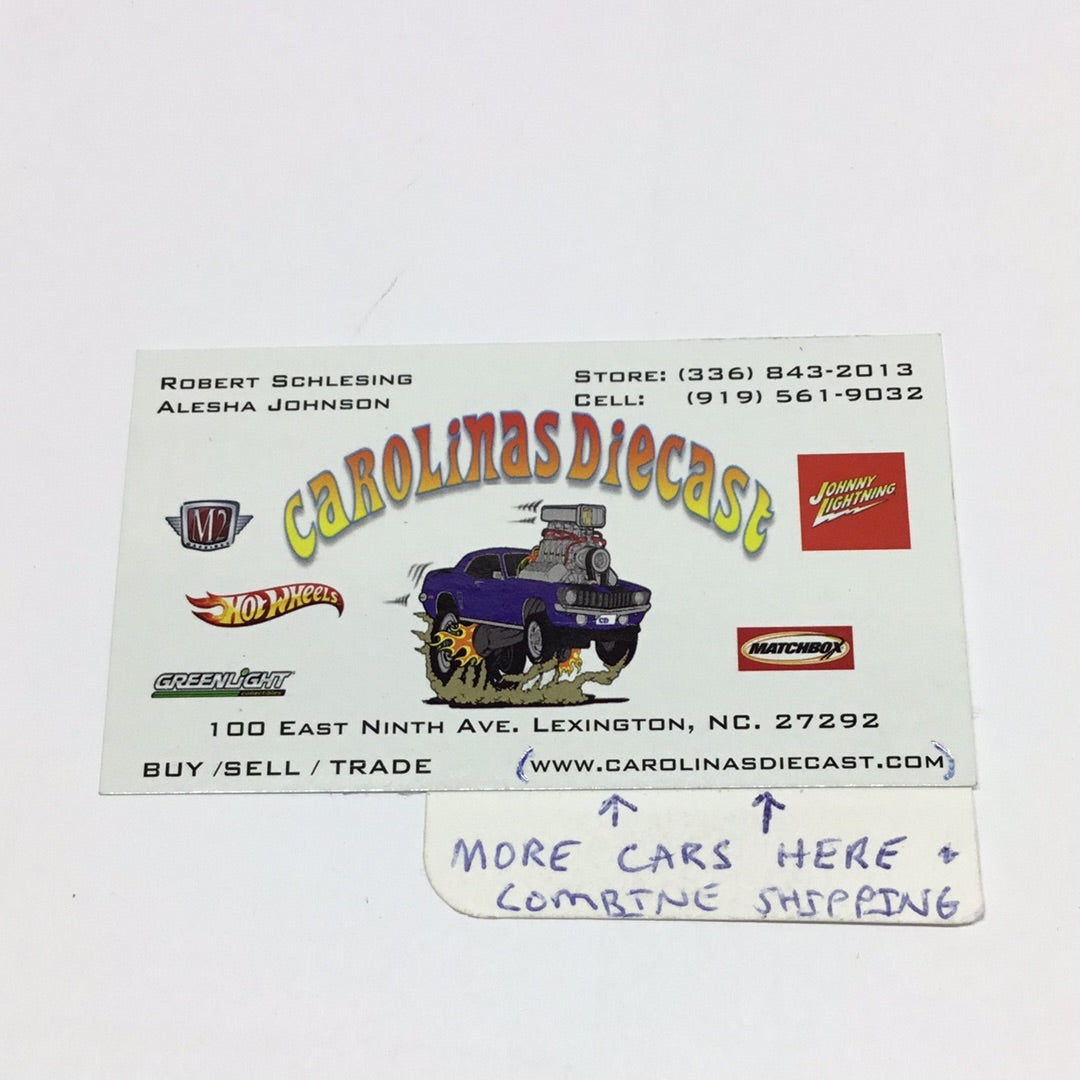 ROBERT SCHLESING
ALESHA JOHNSON
STORE: (336) 843-2013
CELL: (919) 561-9032
CAROLINAS DIECAST
M2
JOHNNY
LIGHTNING
HOT WHEELS
CD
MATCHBOX
GREENLIGHT
100 EAST NINTH AVE. LEXINGTON, NC. 27292
BUY /SELL / TRADE
(WWW.CAROLINASDIECAST.COM)
MORE CARS HERE +
COMBINE SHIPPING